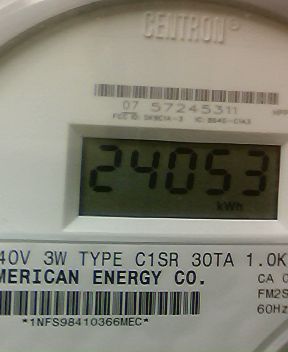 CENTRON®
07 57245311
24053
kWh
40V 3W TYPE C1SR 30TA 1.0K
MERICAN ENERGY CO.
CA
FM2S
60Hz
*1NFS98410366MEC*